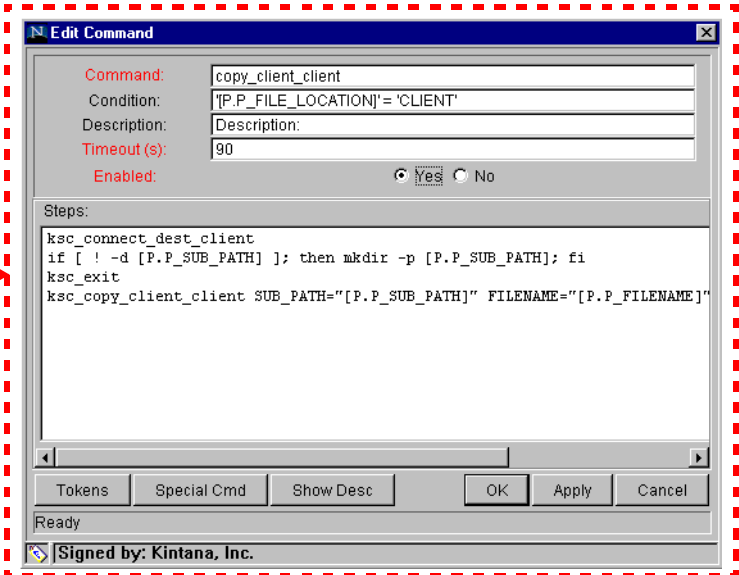 Edit Command
Command: copy_client_client
Condition: '[P.P_FILE_LOCATION]' = 'CLIENT'
Description: Description:
Timeout (s): 90
Enabled: Yes No
Steps:
ksc_connect_dest_client
if [ ! -d [P.P_SUB_PATH] ]; then mkdir -p [P.P_SUB_PATH]; fi
ksc_exit
ksc_copy_client_client SUB_PATH="[P.P_SUB_PATH]" FILENAME="[P.P_FILENAME]"
Tokens Special Cmd Show Desc OK Apply Cancel
Ready
Signed by: Kintana, Inc.